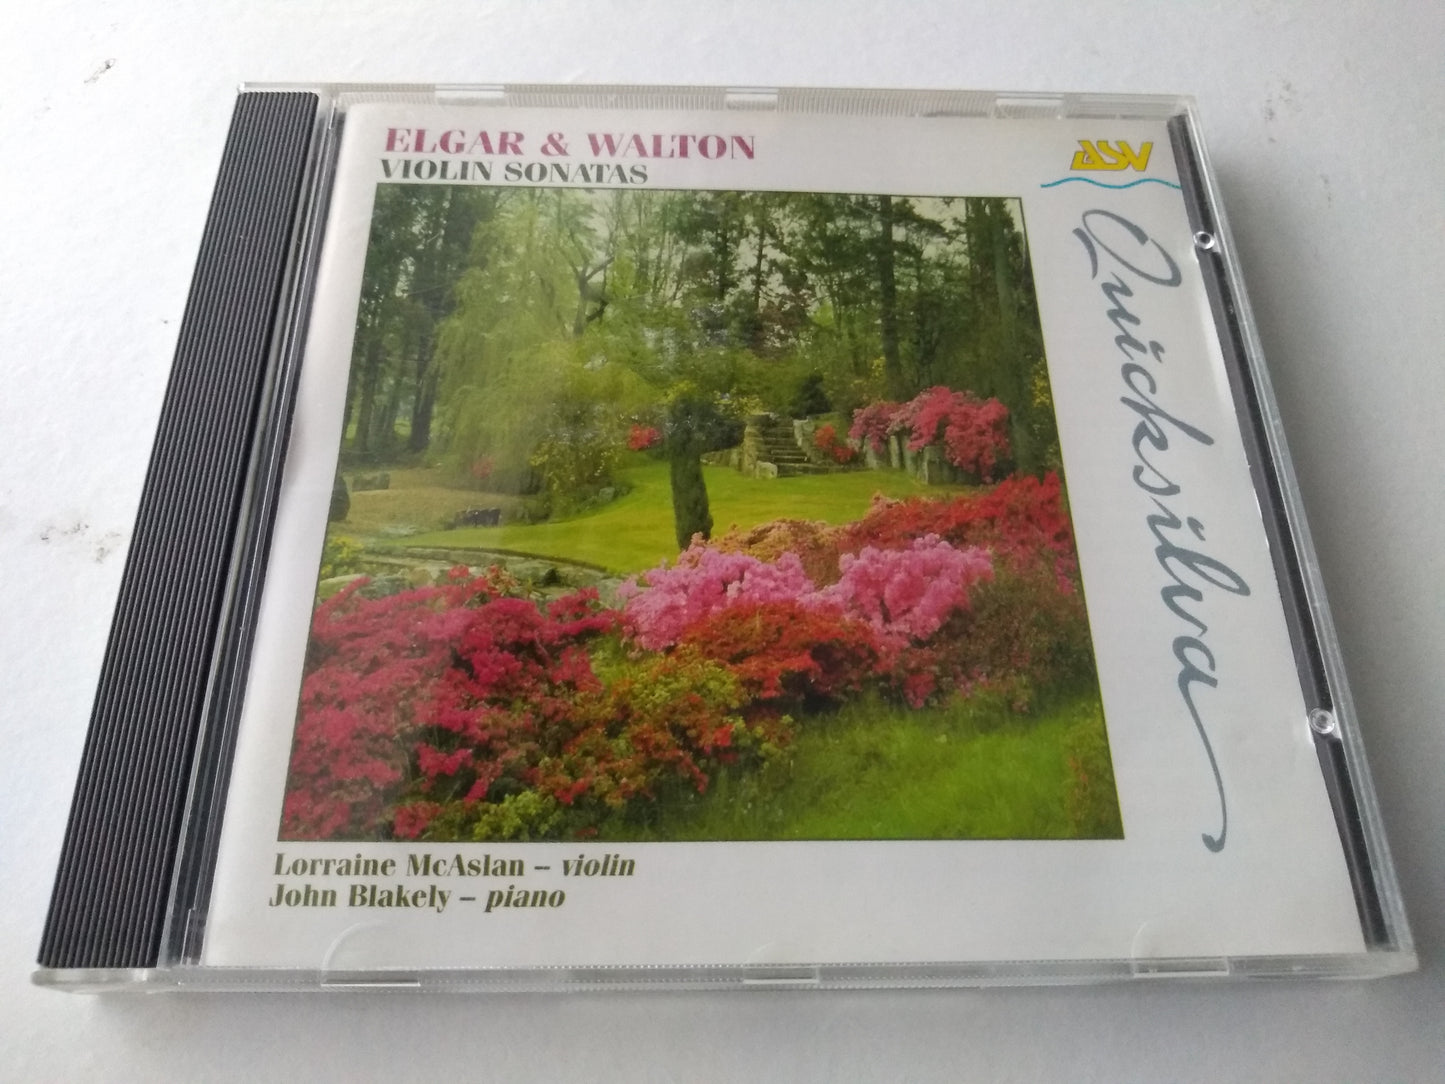 ELGAR & WALTON
VIOLIN SONATAS
ASV
Quicksilva
Lorraine McAslan – violin
John Blakely – piano